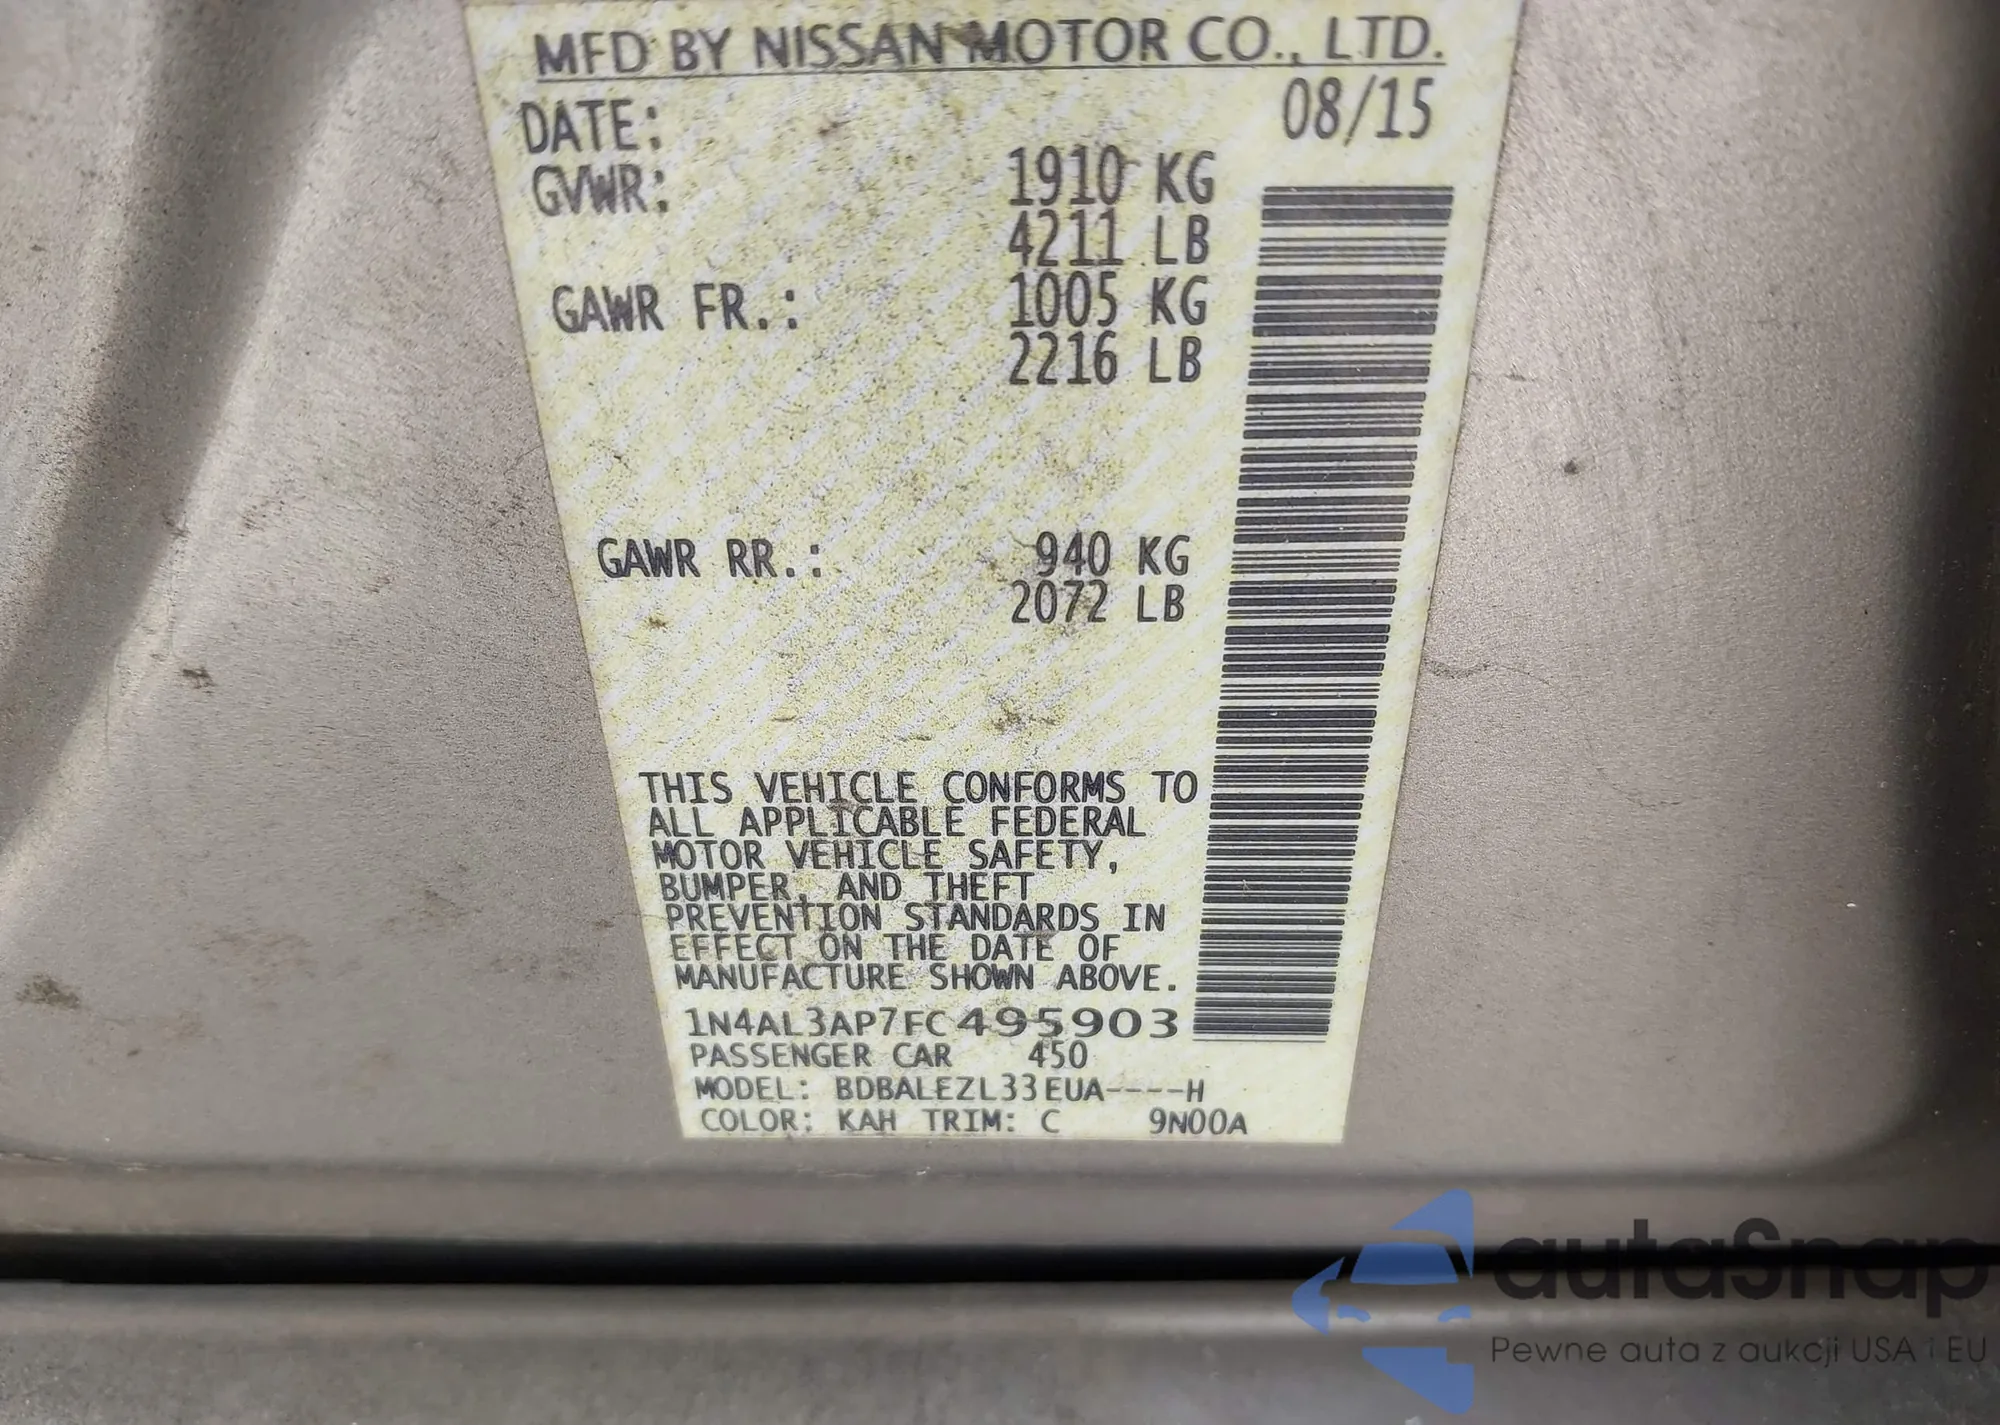 MFD BY NISSAN MOTOR CO., LTD.
DATE: 08/15
GVWR: 1910 KG
4211 LB
GAWR FR.: 1005 KG
2216 LB
GAWR RR.: 940 KG
2072 LB
THIS VEHICLE CONFORMS TO
ALL APPLICABLE FEDERAL
MOTOR VEHICLE SAFETY,
BUMPER, AND THEFT
PREVENTION STANDARDS IN
EFFECT ON THE DATE OF
MANUFACTURE SHOWN ABOVE.
1N4AL3AP7FC495903
PASSENGER CAR 450
MODEL: BDBALEZL33EUA----H
COLOR: KAH TRIM: C 9N00A
autoSnap
Pewne auta z aukcji USA i EU